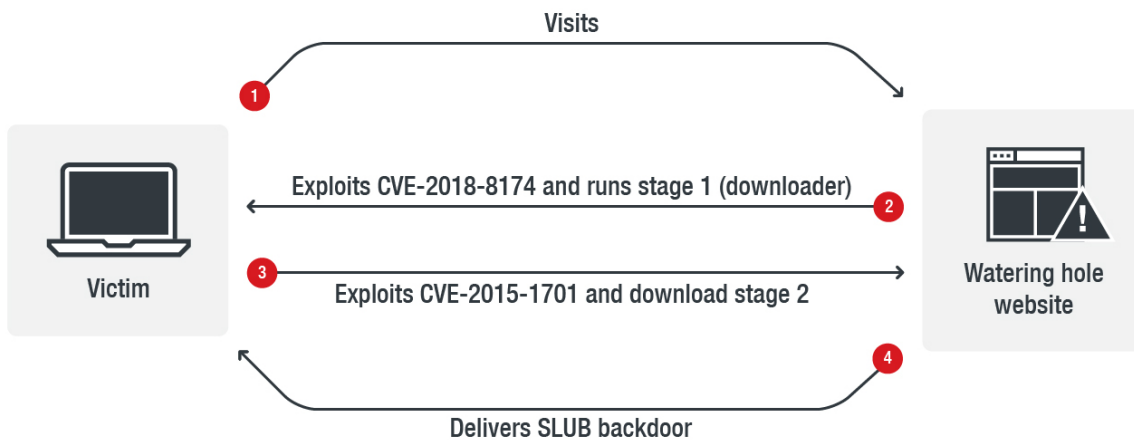 Visits
1
Exploits CVE-2018-8174 and runs stage 1 (downloader)
2
3
Exploits CVE-2015-1701 and download stage 2
Victim
Watering hole
website
!
4
Delivers SLUB backdoor